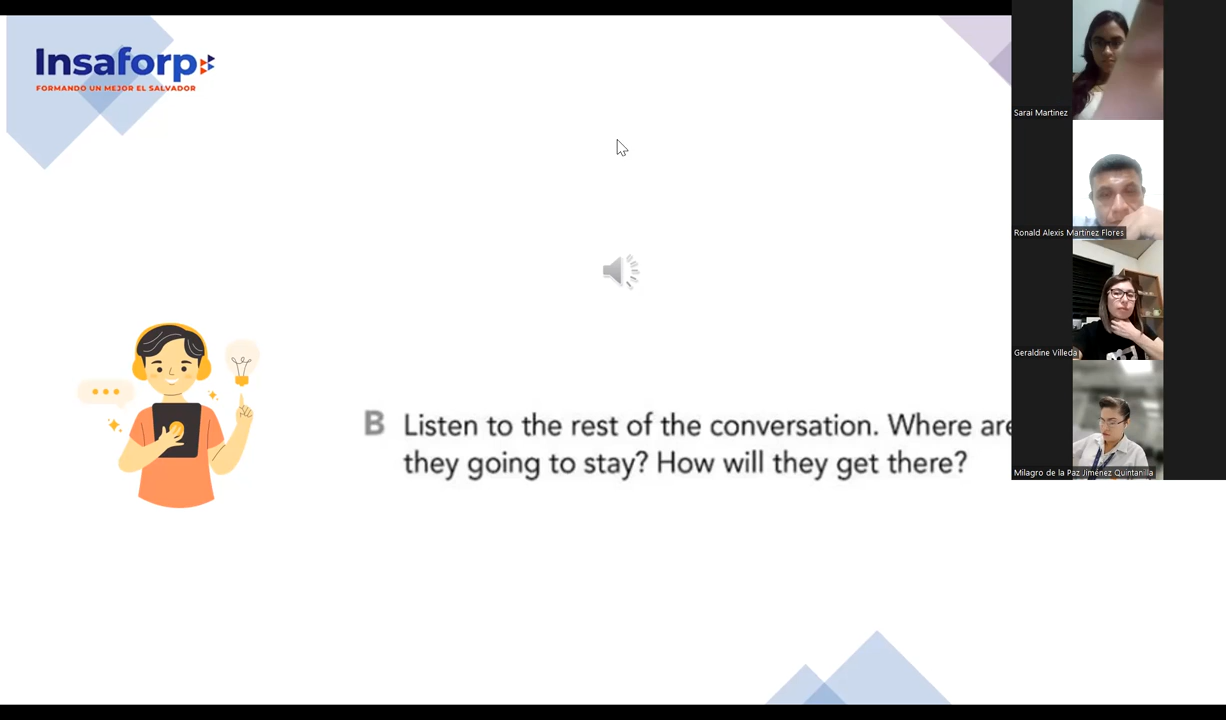 Insaforp
FORMANDO UN MEJOR EL SALVADOR
B Listen to the rest of the conversation. Where are
they going to stay? How will they get there?
Sarai Martinez
Ronald Alexis Martínez Flores
Geraldine Villeda
Milagro de la Paz Jiménez Quintanilla